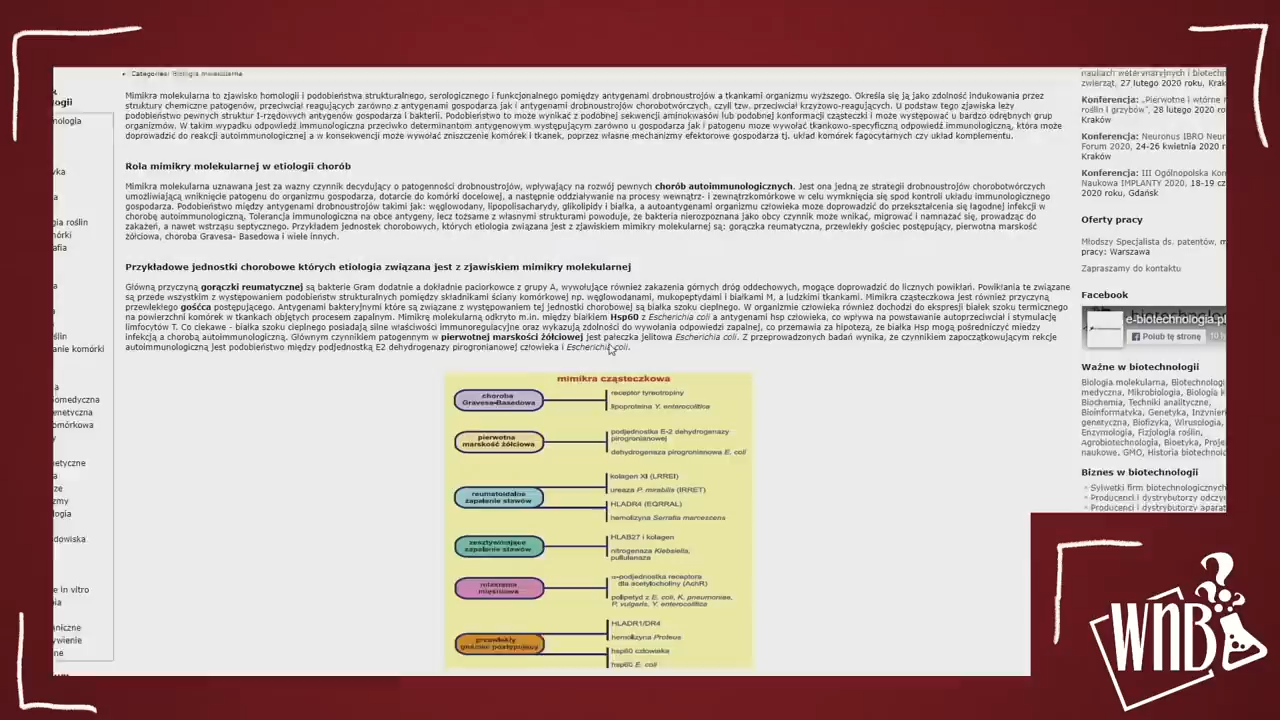 Categories: Biologia molekularna
Mimikra molekularna to zjawisko homologii i podobieństwa strukturalnego, serologicznego i funkcjonalnego pomiędzy antygenami drobnoustrojów a tkankami organizmu wyższego. Określa się ją jako zdolność indukowania przez
struktury chemiczne patogenów, przeciwciał reagujących zarówno z antygenami gospodarza jak i antygenami drobnoustrojów chorobotwórczych, czyli tzw. przeciwciał krzyżowo-reagujących. U podstaw tego zjawiska leży
podobieństwo pewnych struktur I-rzędowych antygenów gospodarza i bakterii. Podobieństwo to może wynikać z podobnej sekwencji aminokwasów lub podobnej konformacji cząsteczki i może występować u bardzo odrębnych grup
organizmów. W takim wypadku odpowiedź immunologiczna przeciwko determinantom antygenowym występującym zarówno u gospodarza jak i patogenu może wywołać tkankowo-specyficzną odpowiedź immunologiczną, która może
doprowadzić do reakcji autoimmunologicznej a w konsekwencji może wywołać zniszczenie komórek i tkanek, poprzez własne mechanizmy efektorowe gospodarza tj. układ komórek fagocytarnych czy układ komplementu.
Rola mimikry molekularnej w etiologii chorób
Mimikra molekularna uznawana jest za ważny czynnik decydujący o patogenności drobnoustrojów, wpływający na rozwój pewnych chorób autoimmunologicznych. Jest ona jedną ze strategii drobnoustrojów chorobotwórczych
umożliwiającą wniknięcie patogenu do organizmu gospodarza, dotarcie do komórki docelowej, a następnie oddziaływanie na procesy wewnątrz- i zewnątrzkomórkowe w celu wymknięcia się spod kontroli układu immunologicznego
gospodarza. Podobieństwo między antygenami drobnoustrojów takimi jak: węglowodany, lipopolisacharydy, glikolipidy i białka, a autoantygenami organizmu człowieka może doprowadzić do przekształcenia się łagodnej infekcji w
chorobę autoimmunologiczną. Tolerancja immunologiczna na obce antygeny, lecz tożsame z własnymi strukturami powoduje, że bakteria nierozpoznana jako obcy czynnik może wnikać, migrować i namnażać się, prowadząc do
zakażeń, a nawet wstrząsu septycznego. Przykładem jednostek chorobowych, których etiologia związana jest z zjawiskiem mimikry molekularnej są: gorączka reumatyczna, przewlekły gościec postępujący, pierwotna marskość
żółciowa, choroba Gravesa- Basedowa i wiele innych.
Przykładowe jednostki chorobowe których etiologia związana jest z zjawiskiem mimikry molekularnej
Główną przyczyną gorączki reumatycznej są bakterie Gram dodatnie a dokładnie paciorkowce z grupy A, wywołujące również zakażenia górnych dróg oddechowych, mogące doprowadzić do licznych powikłań. Powikłania te związane
są przede wszystkim z występowaniem podobieństw strukturalnych pomiędzy składnikami ściany komórkowej np. węglowodanami, mukopeptydami i białkami M, a ludzkimi tkankami. Mimikra cząsteczkowa jest również przyczyną
przewlekłego gośćca postępującego. Antygenami bakteryjnymi które są związane z występowaniem tej jednostki chorobowej są białka szoku cieplnego. W organizmie człowieka również dochodzi do ekspresji białek szoku termicznego
na powierzchni komórek w tkankach objętych procesem zapalnym. Mimikrę molekularną odkryto m.in. między białkiem Hsp60 z Escherichia coli a antygenami hsp człowieka, co wpływa na powstawanie autoprzeciwciał i stymulację
limfocytów T. Co ciekawe - białka szoku cieplnego posiadają silne właściwości immunoregulacyjne oraz wykazują zdolności do wywołania odpowiedzi zapalnej, co przemawia za hipotezą, że białka Hsp mogą pośredniczyć między
infekcją a chorobą autoimmunologiczną. Głównym czynnikiem patogennym w pierwotnej marskości żółciowej jest pałeczka jelitowa Escherichia coli. Z przeprowadzonych badań wynika, że czynnikiem zapoczątkowującym rekcje
autoimmunologiczną jest podobieństwo między podjednostką E2 dehydrogenazy pirogronianowej człowieka i Escherichia coli.
mimikra cząsteczkowa
choroba
Gravesa-Basedowa
receptor tyreotropiny
lipoproteina Y. enterocolitica
pierwotna
marskość żółciowa
podjednostka E-2 dehydrogenazy
pirogronianowej
dehydrogenaza pirogronianowa E. coli
reumatoidalne
zapalenie stawów
kolagen XI (LRREI)
ureaza P. mirabilis (IRRET)
HLADR4 (EQRRAL)
hemolizyna Serratia marcescens
zesztywniające
zapalenie stawów
HLAB27 i kolagen
nitrogenaza Klebsiella,
pullulanaza
miastenia
mięśniowa
α-podjednostka receptora
dla acetylocholiny (AchR)
polipetyd z E. coli, K. pneumoniae,
P. vulgaris, Y. enterocolitica
przewlekły
gościec postępujący
HLADR1/DR4
hemolizyna Proteus
hsp60 człowieka
hsp60 E. coli
ogii
nologia
yka
gia roślin
nórki
afia
ślin
anie komórki
a
omedyczna
enetyczna
omórkowa
y
netyczne
a
ze
zmy
ologia
dowiska
e in vitro
ia
aniczne
ywienie
ne
naukach weterynaryjnych i biotechn
zwierząt, 27 lutego 2020 roku, Krak
Konferencja: „Pierwotne i wtórne m
roślin i grzybów", 28 lutego 2020 ro
Kraków
Konferencja: Neuronus IBRO Neur
Forum 2020, 24-26 kwietnia 2020 r
Kraków
Konferencja: III Ogólnopolska Kon
Naukowa IMPLANTY 2020, 18-19 cz
2020 roku, Gdańsk
Oferty pracy
Młodszy Specjalista ds. patentów, m
pracy: Warszawa
Zapraszamy do kontaktu
Facebook
e-biotechnologia.pl
Polub tę stronę
Ważne w biotechnologii
Biologia molekularna, Biotechnologi
medyczna, Mikrobiologia, Biologia k
Biochemia, Techniki analityczne,
Bioinformatyka, Genetyka, Inżynieri
genetyczna, Biofizyka, Wirusologia,
Enzymologia, Fizjologia roślin,
Agrobiotechnologia, Bioetyka, Proje
naukowe, GMO, Historia biotechnol
Biznes w biotechnologii
Sylwetki firm biotechnologicznych
Producenci i dystrybutorzy odczy
Producenci i dystrybutorzy aparat
WNB